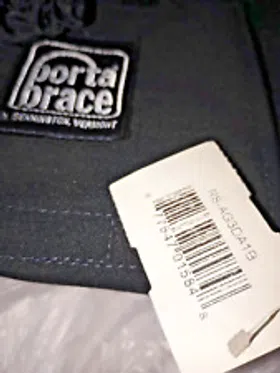 porta
brace
BENNINGTON, VERMONT
RS-AG3DA1B